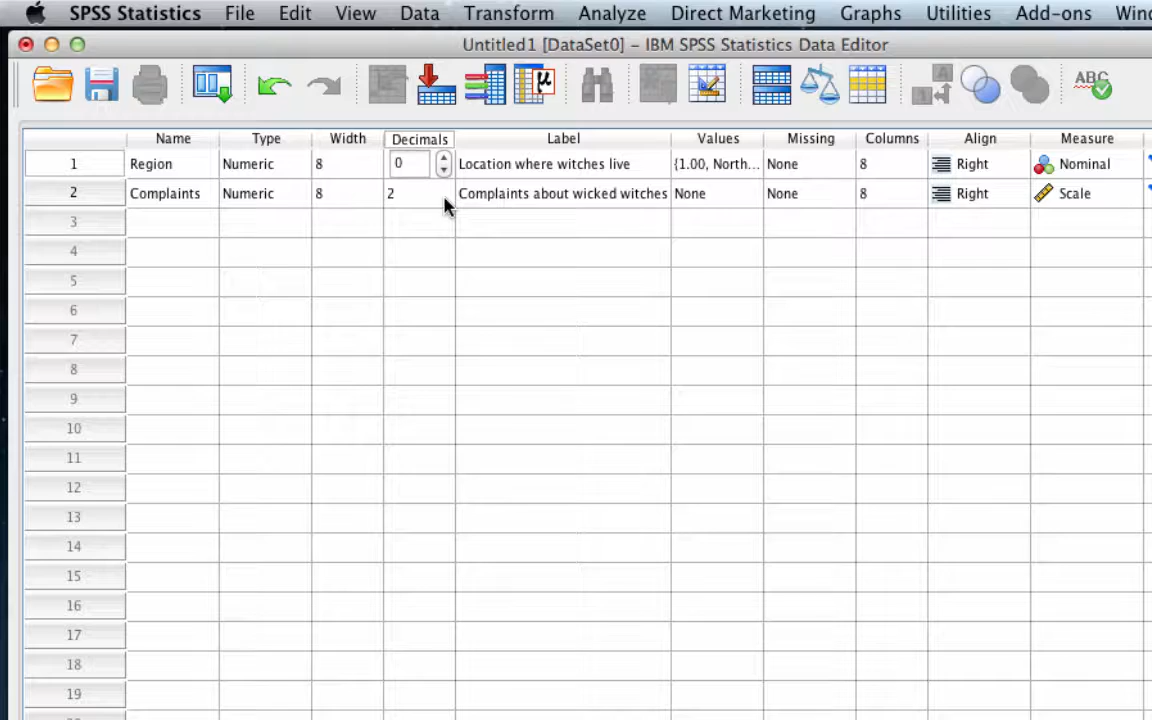 SPSS Statistics File Edit View Data Transform Analyze Direct Marketing Graphs Utilities Add-ons Wind
Untitled1 [DataSet0] – IBM SPSS Statistics Data Editor
μ A ABC
Name Type Width Decimals Label Values Missing Columns Align Measure
1 Region Numeric 8 0 Location where witches live {1.00, North... None 8 Right Nominal
2 Complaints Numeric 8 2 Complaints about wicked witches None None 8 Right Scale
3
4
5
6
7
8
9
10
11
12
13
14
15
16
17
18
19